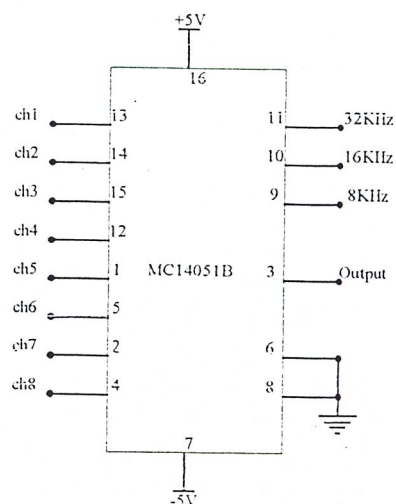 +5V
16
ch1 13 11 32KHz
ch2 14 10 16KHz
ch3 15 9 8KHz
ch4 12
ch5 1 MC14051B 3 Output
ch6 5
ch7 2 6
ch8 4 8
7
-5V